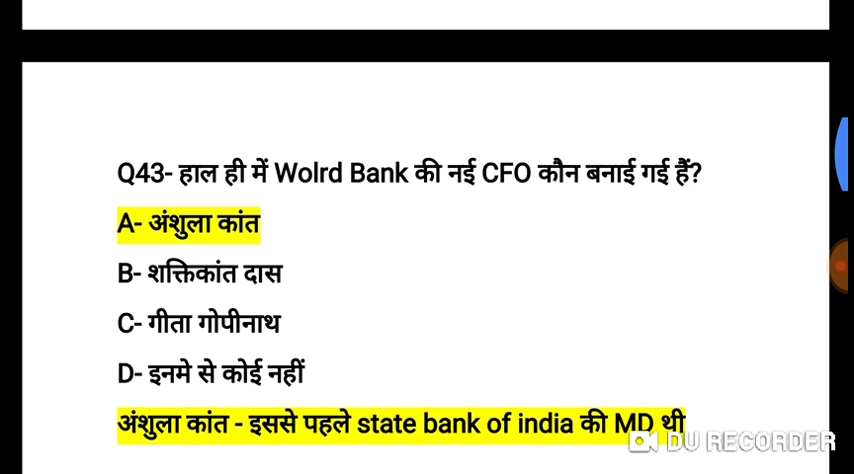 Q43- हाल ही में Wolrd Bank की नई CFO कौन बनाई गई हैं?
A- अंशुला कांत
B- शक्तिकांत दास
C- गीता गोपीनाथ
D- इनमे से कोई नहीं
अंशुला कांत - इससे पहले state bank of india की MD थी
DU RECORDER